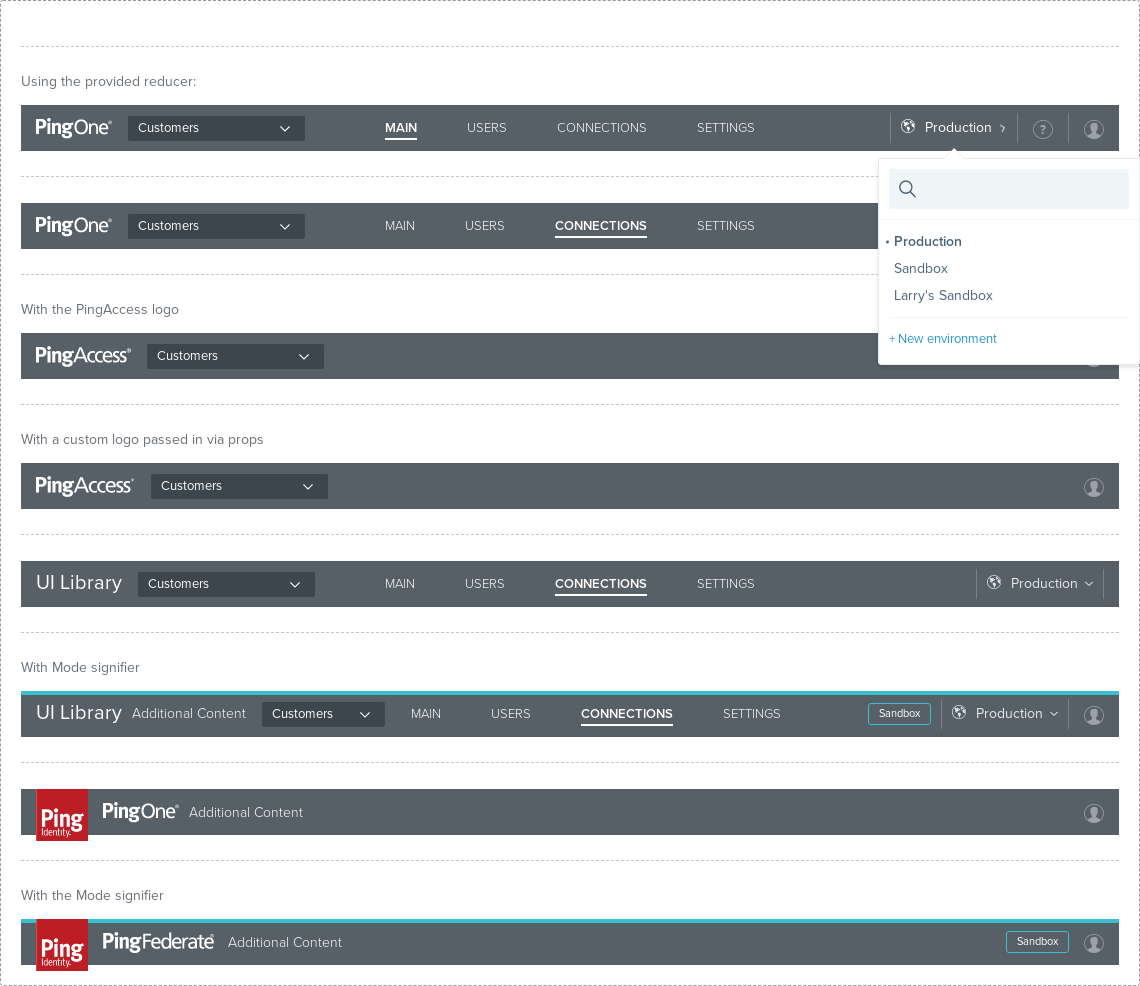 Using the provided reducer:
PingOne® Customers MAIN USERS CONNECTIONS SETTINGS Production ?
PingOne® Customers MAIN USERS CONNECTIONS SETTINGS
• Production
Sandbox
Larry's Sandbox
+ New environment
With the PingAccess logo
PingAccess® Customers
With a custom logo passed in via props
PingAccess® Customers
UI Library Customers MAIN USERS CONNECTIONS SETTINGS Production
With Mode signifier
UI Library Additional Content Customers MAIN USERS CONNECTIONS SETTINGS Sandbox Production
Ping Identity. PingOne® Additional Content
With the Mode signifier
Ping Identity. PingFederate® Additional Content Sandbox